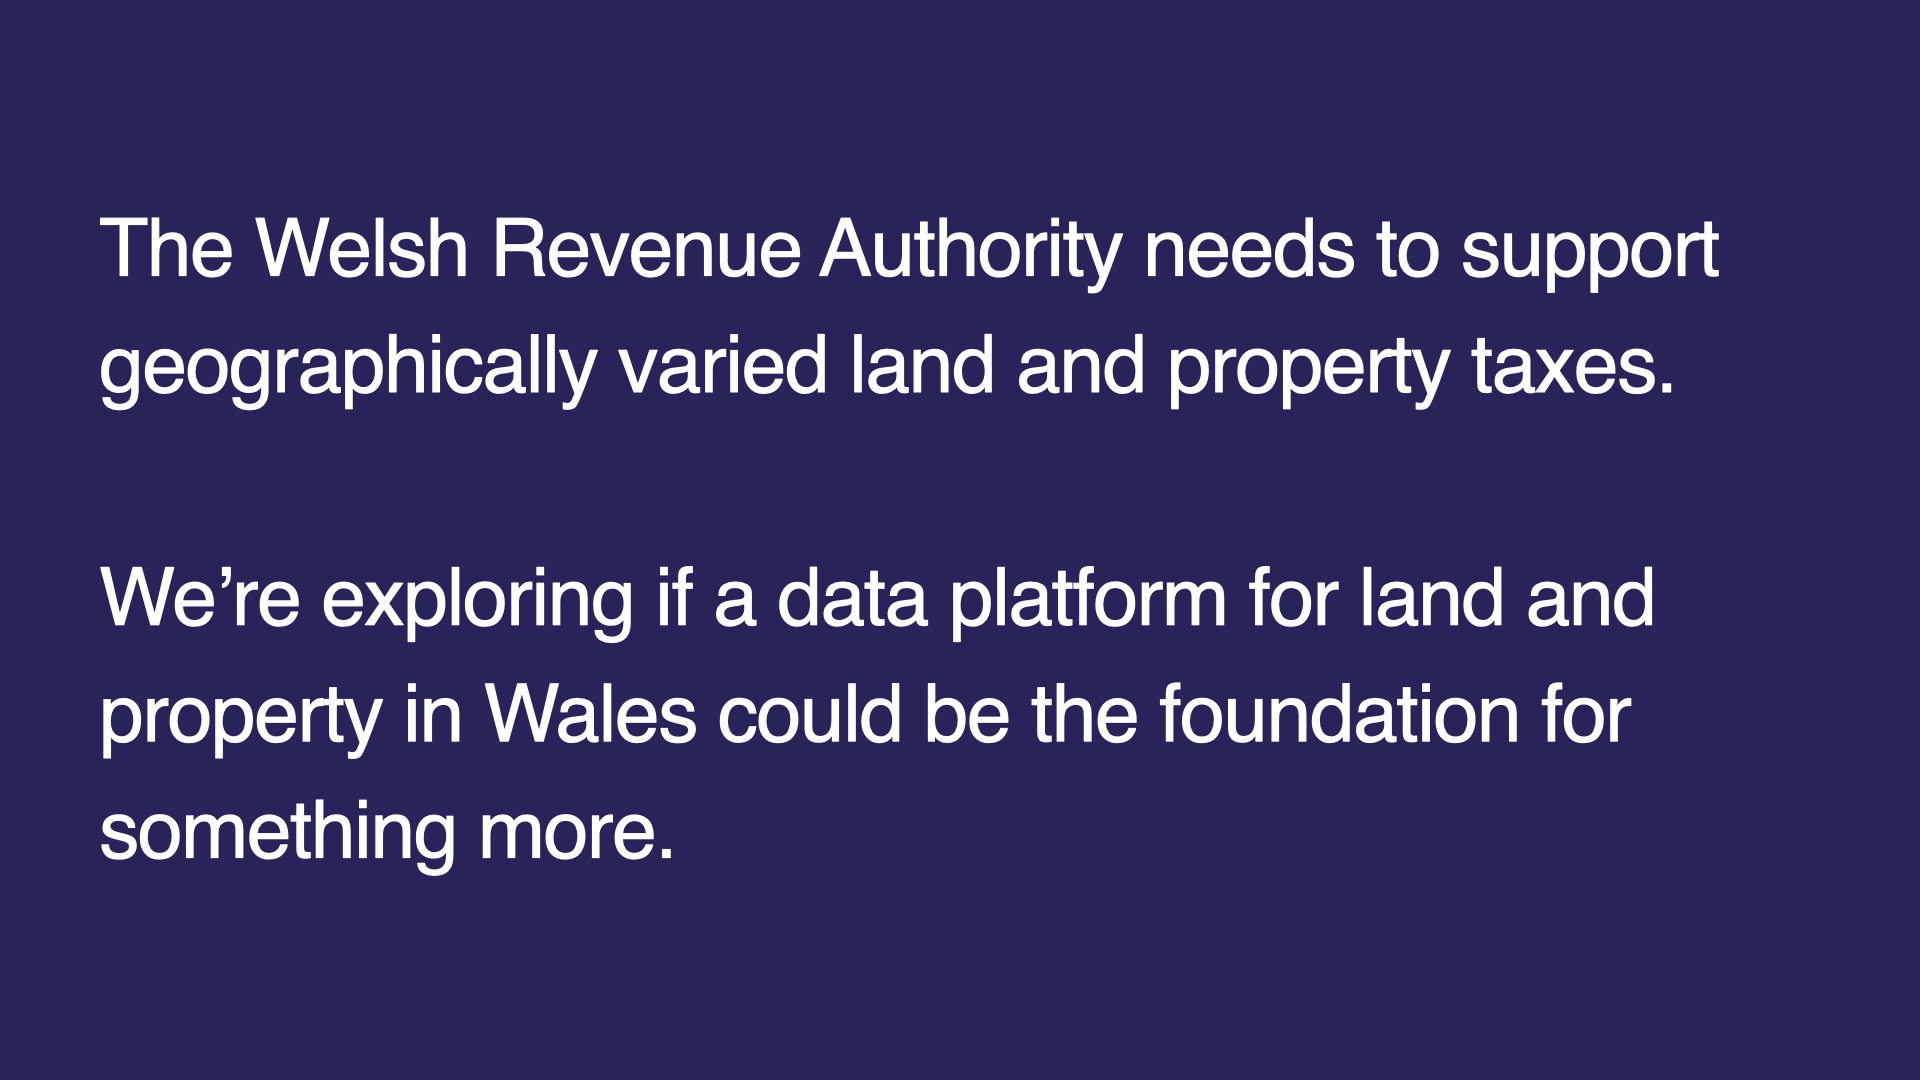 The Welsh Revenue Authority needs to support
geographically varied land and property taxes.
We’re exploring if a data platform for land and
property in Wales could be the foundation for
something more.